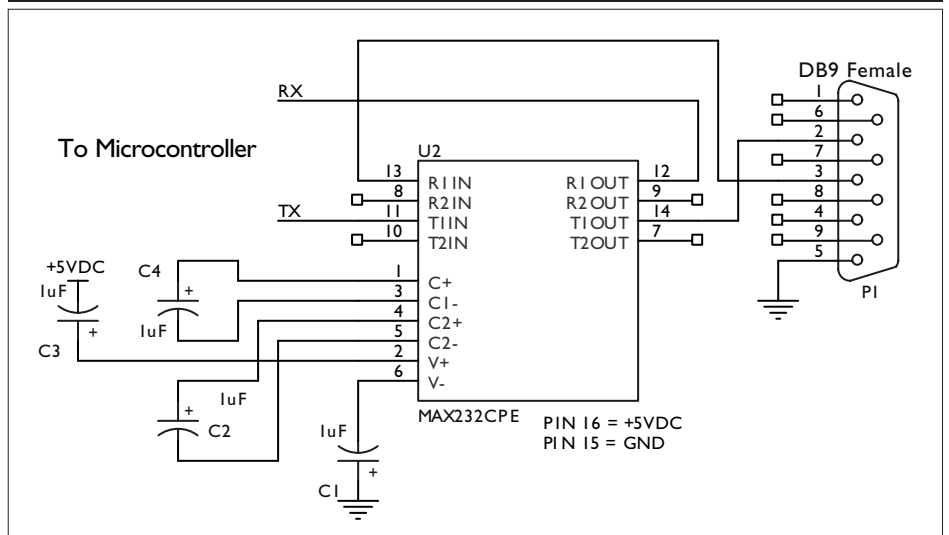 DB9 Female
1
6
2
7
3
8
4
9
5
P1
RX
To Microcontroller
TX
U2
13 R1IN R1OUT 12
8 R2IN R2OUT 9
11 T1IN T1OUT 14
10 T2IN T2OUT 7
1 C+
3 C1-
4 C2+
5 C2-
2 V+
6 V-
MAX232CPE
PIN 16 = +5VDC
PIN 15 = GND
+5VDC
1uF
+
C3
C4
+
1uF
+
1uF
C2
1uF
+
C1